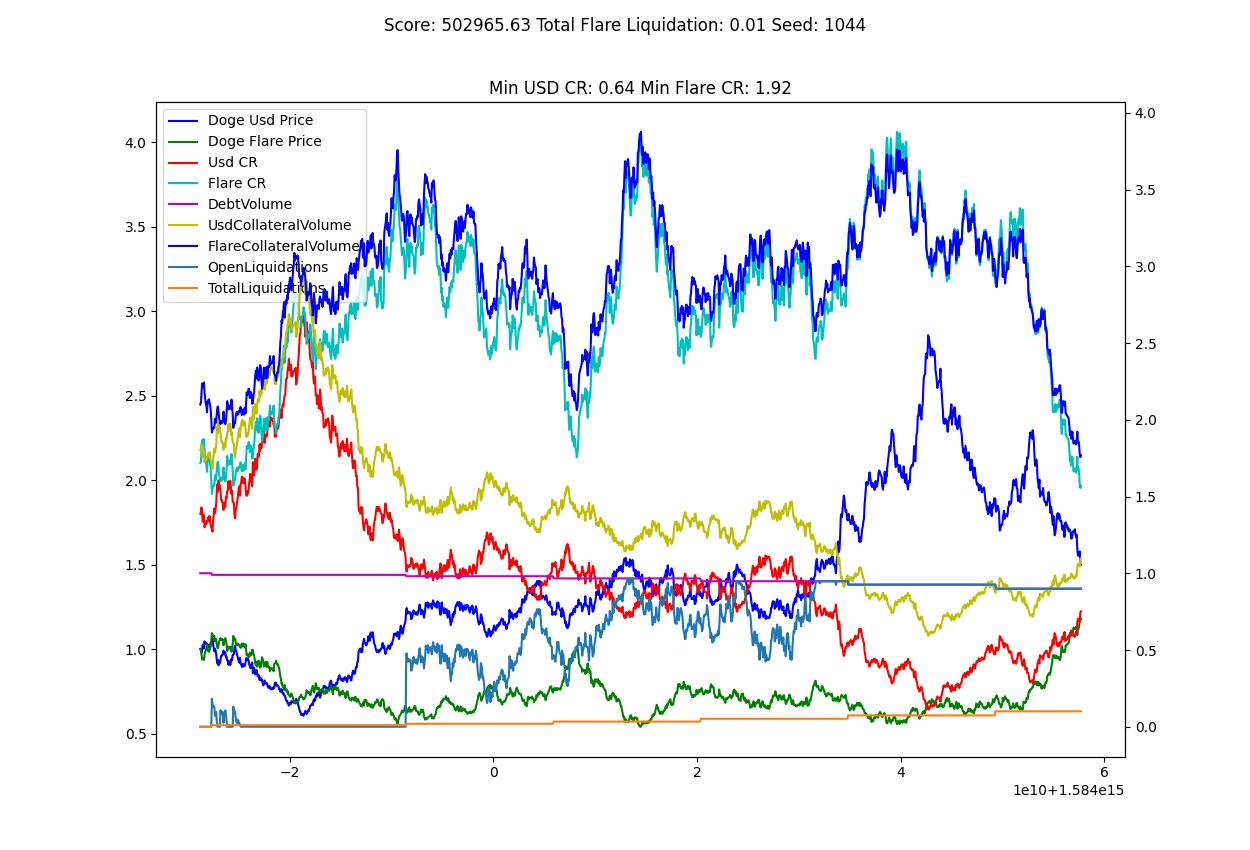 Score: 502965.63 Total Flare Liquidation: 0.01 Seed: 1044
Min USD CR: 0.64 Min Flare CR: 1.92
Doge Usd Price
Doge Flare Price
Usd CR
Flare CR
DebtVolume
UsdCollateralVolume
FlareCollateralVolume
OpenLiquidations
TotalLiquidations
4.0
3.5
3.0
2.5
2.0
1.5
1.0
0.5
4.0
3.5
3.0
2.5
2.0
1.5
1.0
0.5
0.0
−2 0 2 4 6
1e10+1.584e15